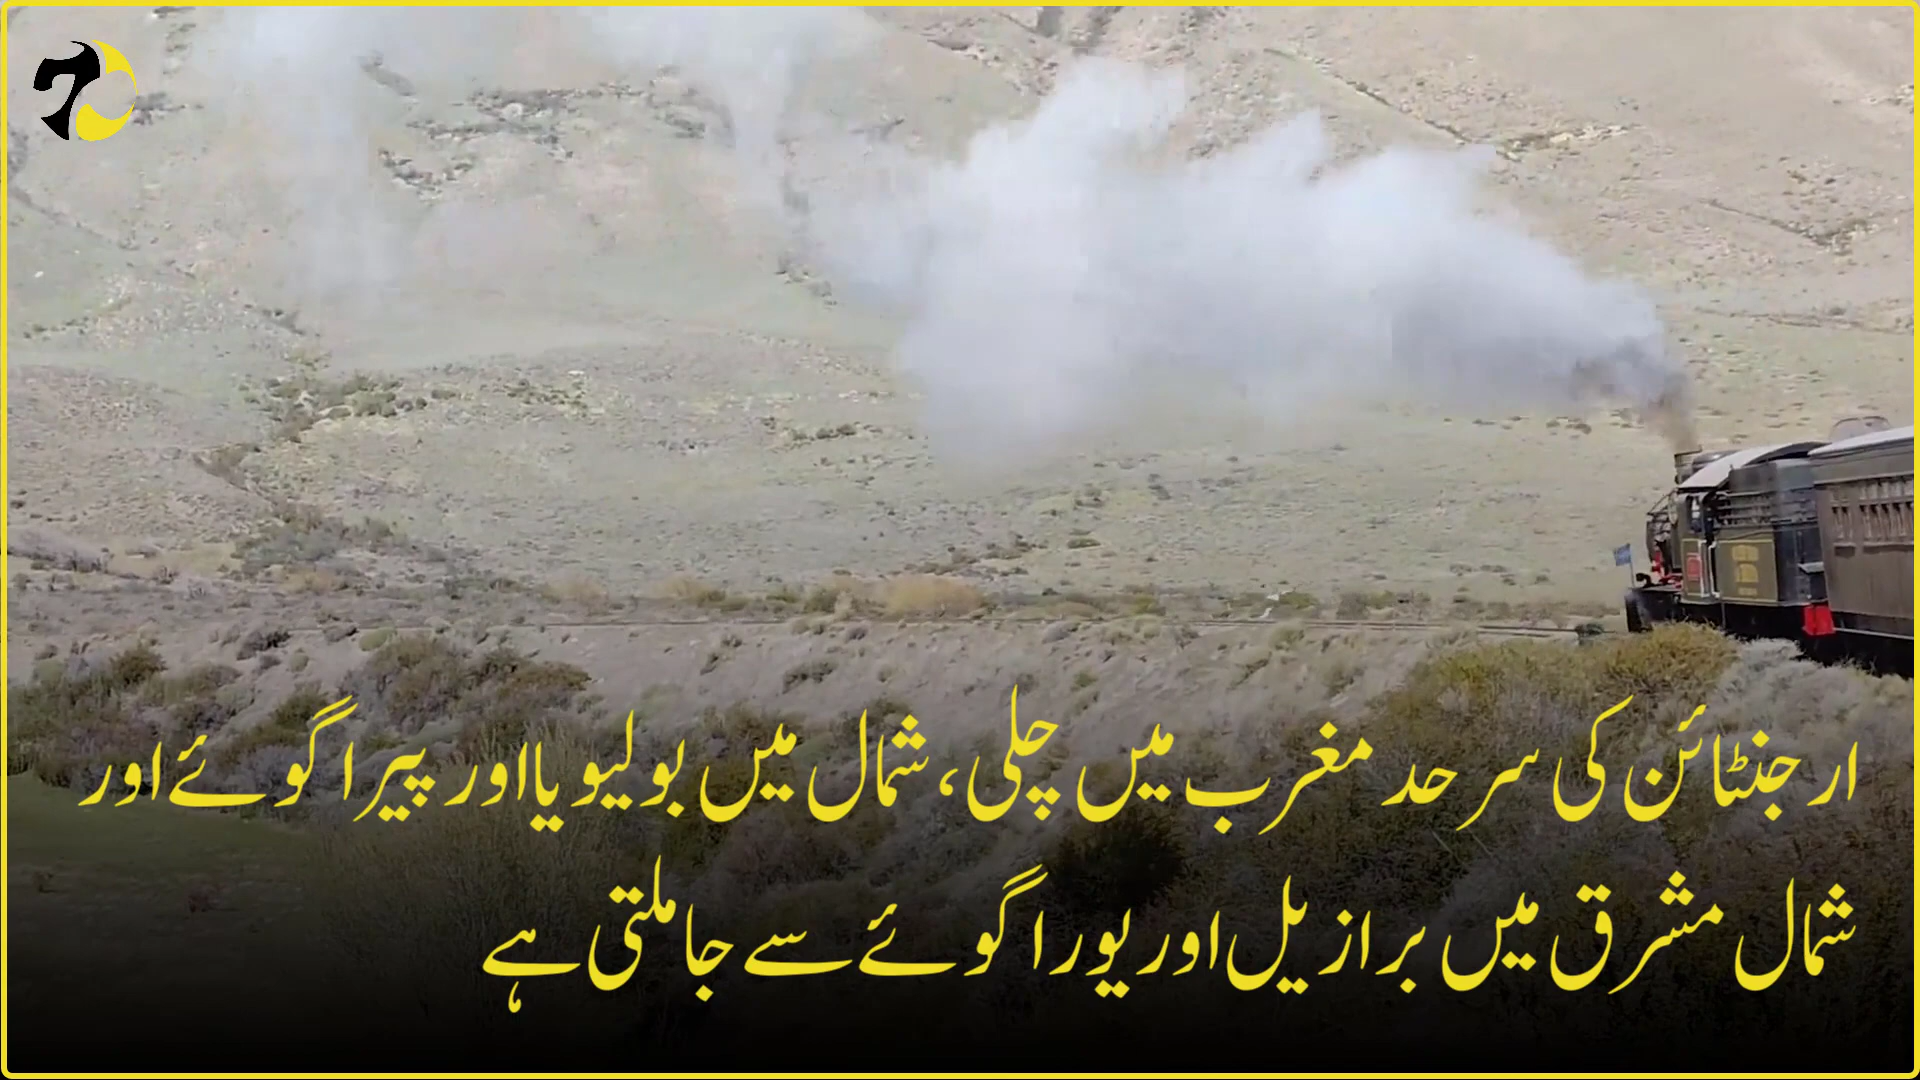 ارجنٹائن کی سرحد مغرب میں چلی، شمال میں بولیویا اور پیراگوئے اور
شمال مشرق میں برازیل اور یوراگوئے سے جا ملتی ہے